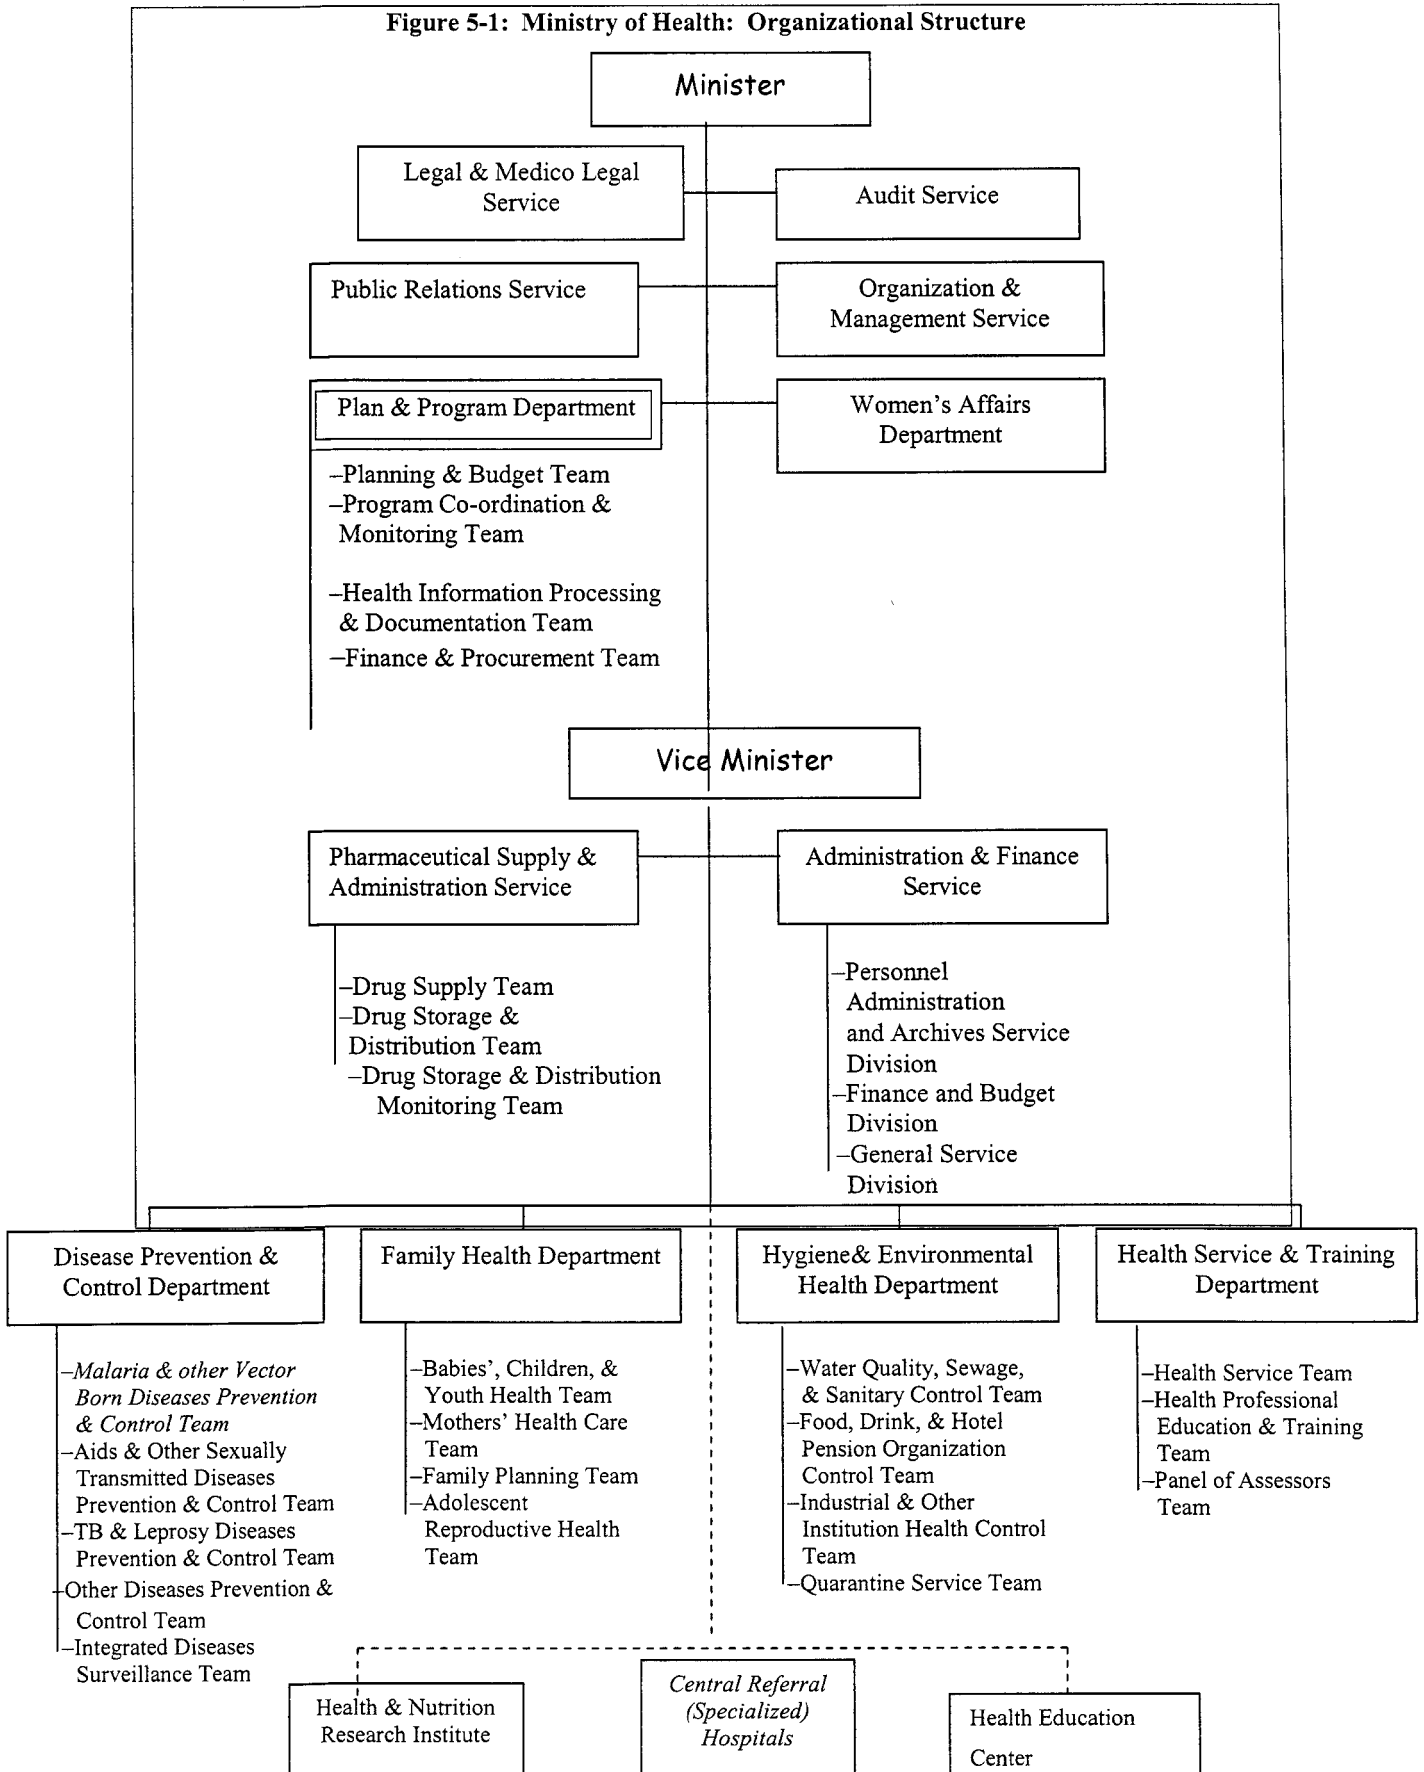 Figure 5-1: Ministry of Health: Organizational Structure
Minister
Legal & Medico Legal
Service
Audit Service
Public Relations Service
Organization &
Management Service
Plan & Program Department
Women's Affairs
Department
–Planning & Budget Team
–Program Co-ordination &
Monitoring Team
–Health Information Processing
& Documentation Team
–Finance & Procurement Team
Vice Minister
Pharmaceutical Supply &
Administration Service
Administration & Finance
Service
–Drug Supply Team
–Drug Storage &
Distribution Team
–Drug Storage & Distribution
Monitoring Team
–Personnel
Administration
and Archives Service
Division
–Finance and Budget
Division
–General Service
Division
Disease Prevention &
Control Department
Family Health Department
Hygiene& Environmental
Health Department
Health Service & Training
Department
–Malaria & other Vector
Born Diseases Prevention
& Control Team
–Aids & Other Sexually
Transmitted Diseases
Prevention & Control Team
–TB & Leprosy Diseases
Prevention & Control Team
–Other Diseases Prevention &
Control Team
–Integrated Diseases
Surveillance Team
–Babies', Children, &
Youth Health Team
–Mothers' Health Care
Team
–Family Planning Team
–Adolescent
Reproductive Health
Team
–Water Quality, Sewage,
& Sanitary Control Team
–Food, Drink, & Hotel
Pension Organization
Control Team
–Industrial & Other
Institution Health Control
Team
–Quarantine Service Team
–Health Service Team
–Health Professional
Education & Training
Team
–Panel of Assessors
Team
Health & Nutrition
Research Institute
Central Referral
(Specialized)
Hospitals
Health Education
Center